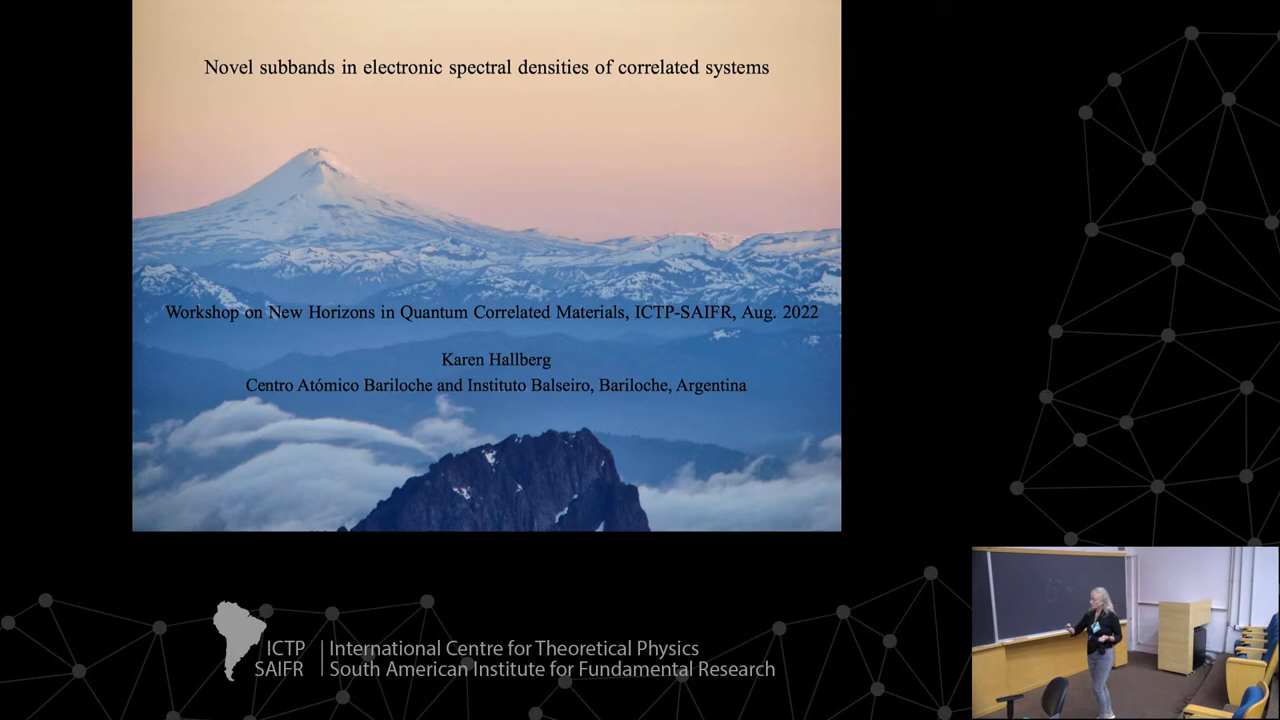 Novel subbands in electronic spectral densities of correlated systems
Workshop on New Horizons in Quantum Correlated Materials, ICTP-SAIFR, Aug. 2022
Karen Hallberg
Centro Atómico Bariloche and Instituto Balseiro, Bariloche, Argentina
ICTP
SAIFR
International Centre for Theoretical Physics
South American Institute for Fundamental Research